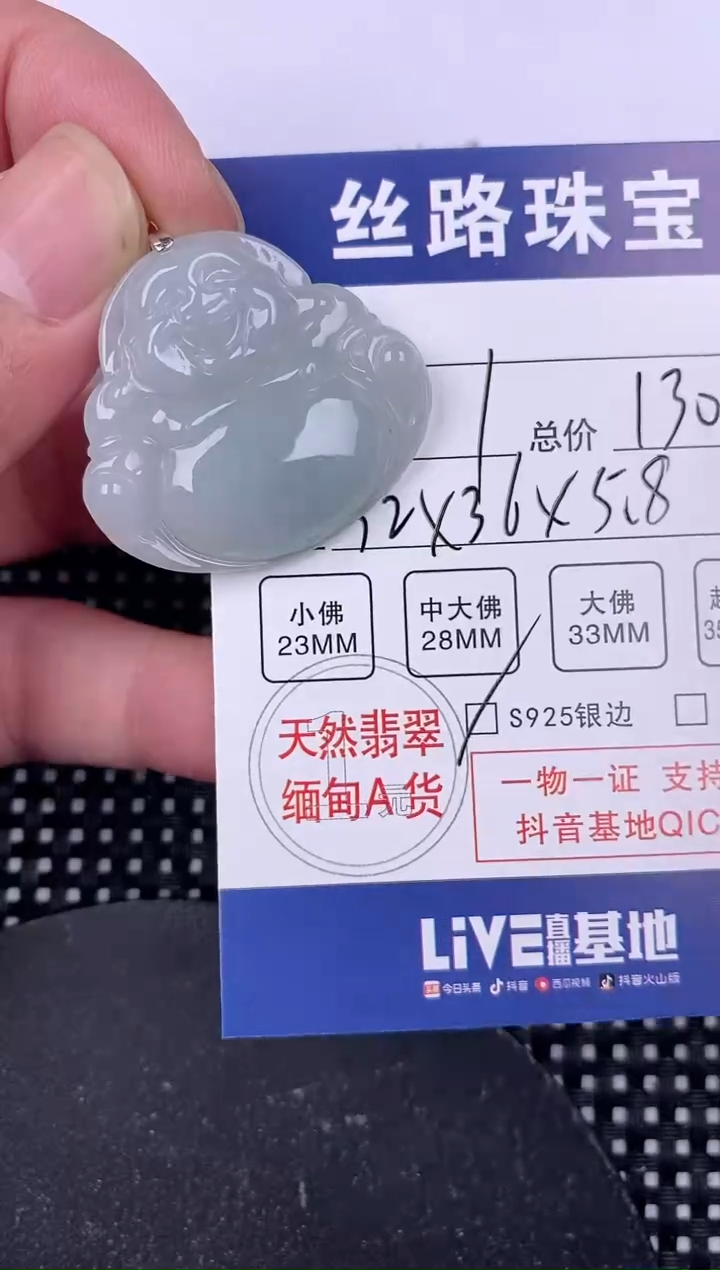 丝路珠宝
总价 130
32X36X5.8
小佛 中大佛 大佛
23MM 28MM 33MM
S925银边
天然翡翠
缅甸A货
一物一证 支持
抖音基地QIC
LiVE直播基地
今日头条 抖音 西瓜视频 抖音火山版